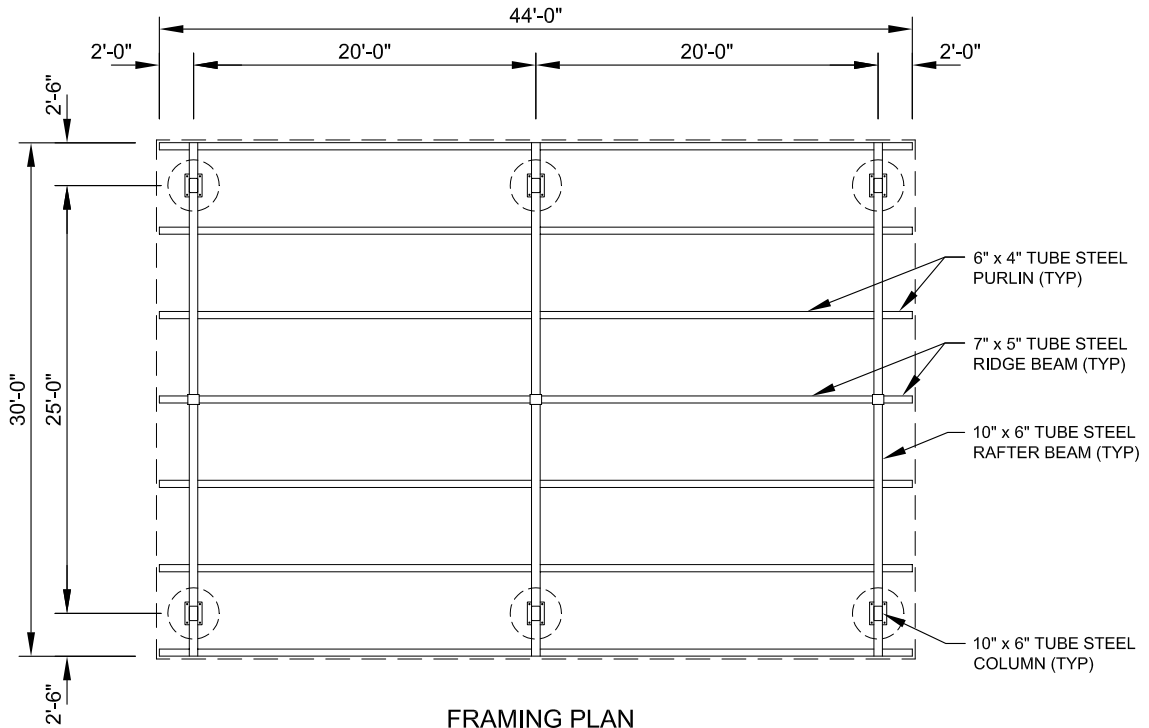 44'-0"
2'-0"
20'-0"
20'-0"
2'-0"
2'-6"
30'-0"
25'-0"
2'-6"
6" x 4" TUBE STEEL
PURLIN (TYP)
7" x 5" TUBE STEEL
RIDGE BEAM (TYP)
10" x 6" TUBE STEEL
RAFTER BEAM (TYP)
10" x 6" TUBE STEEL
COLUMN (TYP)
FRAMING PLAN